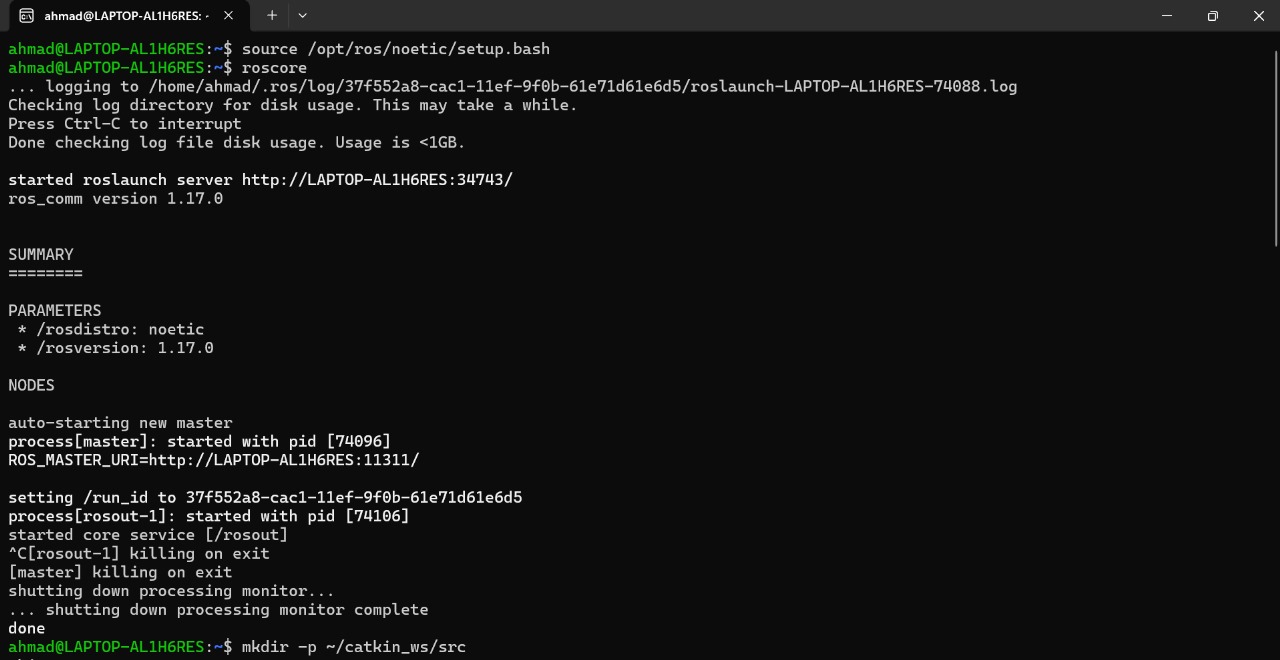 ahmad@LAPTOP-AL1H6RES: ~
ahmad@LAPTOP-AL1H6RES:~$ source /opt/ros/noetic/setup.bash
ahmad@LAPTOP-AL1H6RES:~$ roscore
... logging to /home/ahmad/.ros/log/37f552a8-cac1-11ef-9f0b-61e71d61e6d5/roslaunch-LAPTOP-AL1H6RES-74088.log
Checking log directory for disk usage. This may take a while.
Press Ctrl-C to interrupt
Done checking log file disk usage. Usage is <1GB.
started roslaunch server http://LAPTOP-AL1H6RES:34743/
ros_comm version 1.17.0
SUMMARY
========
PARAMETERS
* /rosdistro: noetic
* /rosversion: 1.17.0
NODES
auto-starting new master
process[master]: started with pid [74096]
ROS_MASTER_URI=http://LAPTOP-AL1H6RES:11311/
setting /run_id to 37f552a8-cac1-11ef-9f0b-61e71d61e6d5
process[rosout-1]: started with pid [74106]
started core service [/rosout]
^C[rosout-1] killing on exit
[master] killing on exit
shutting down processing monitor...
... shutting down processing monitor complete
done
ahmad@LAPTOP-AL1H6RES:~$ mkdir -p ~/catkin_ws/src